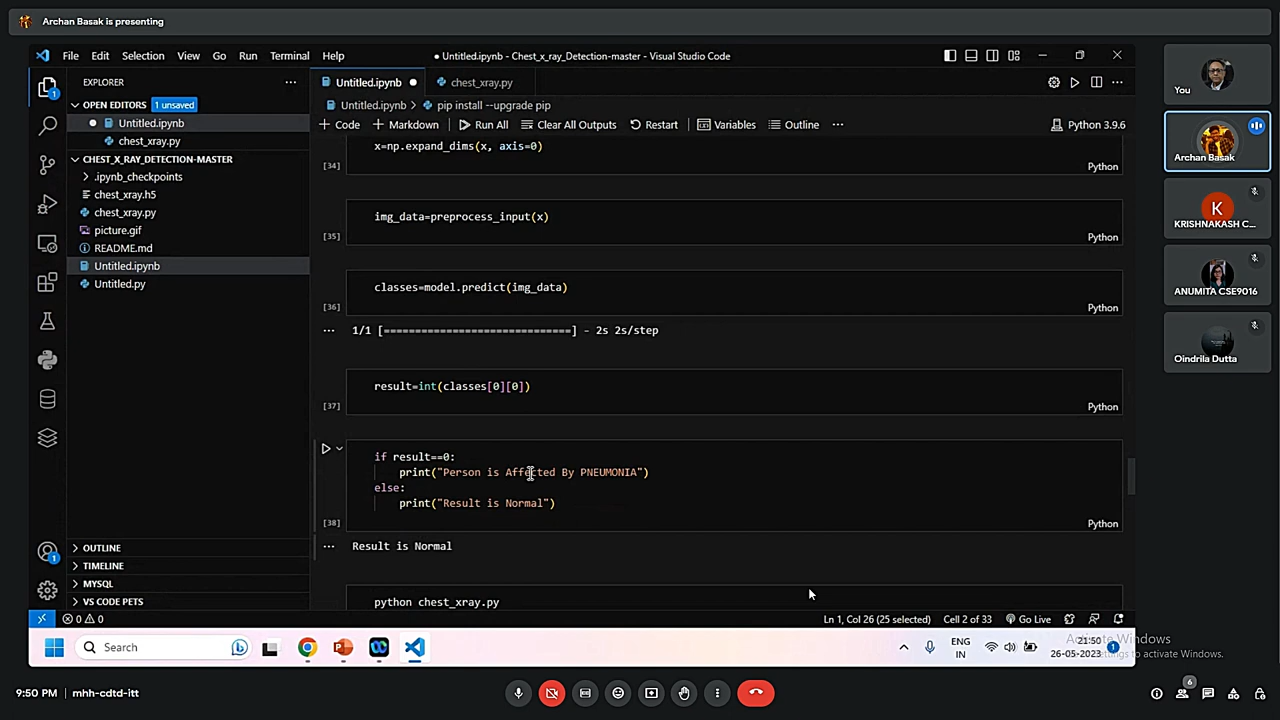 Archan Basak is presenting
File Edit Selection View Go Run Terminal Help
● Untitled.ipynb - Chest_x_ray_Detection-master - Visual Studio Code
EXPLORER
OPEN EDITORS 1 unsaved
Untitled.ipynb
chest_xray.py
CHEST_X_RAY_DETECTION-MASTER
.ipynb_checkpoints
chest_xray.h5
chest_xray.py
picture.gif
README.md
Untitled.ipynb
Untitled.py
OUTLINE
TIMELINE
MYSQL
VS CODE PETS
Untitled.ipynb ● chest_xray.py
Untitled.ipynb > pip install --upgrade pip
+ Code + Markdown Run All Clear All Outputs Restart Variables Outline ··· Python 3.9.6
x=np.expand_dims(x, axis=0)
[34] Python
img_data=preprocess_input(x)
[35] Python
classes=model.predict(img_data)
[36] Python
··· 1/1 [==============================] - 2s 2s/step
result=int(classes[0][0])
[37] Python
if result==0:
print("Person is Affected By PNEUMONIA")
else:
print("Result is Normal")
[38] Python
··· Result is Normal
python chest_xray.py
0 0 Ln 1, Col 26 (25 selected) Cell 2 of 33 Go Live
Search
ENG
IN
21:50
26-05-2023
1
Activate Windows
settings to activate Windows.
You
Archan Basak
K
KRISHNAKASH C...
ANUMITA CSE9016
Oindrila Dutta
9:50 PM | mhh-cdtd-itt
6